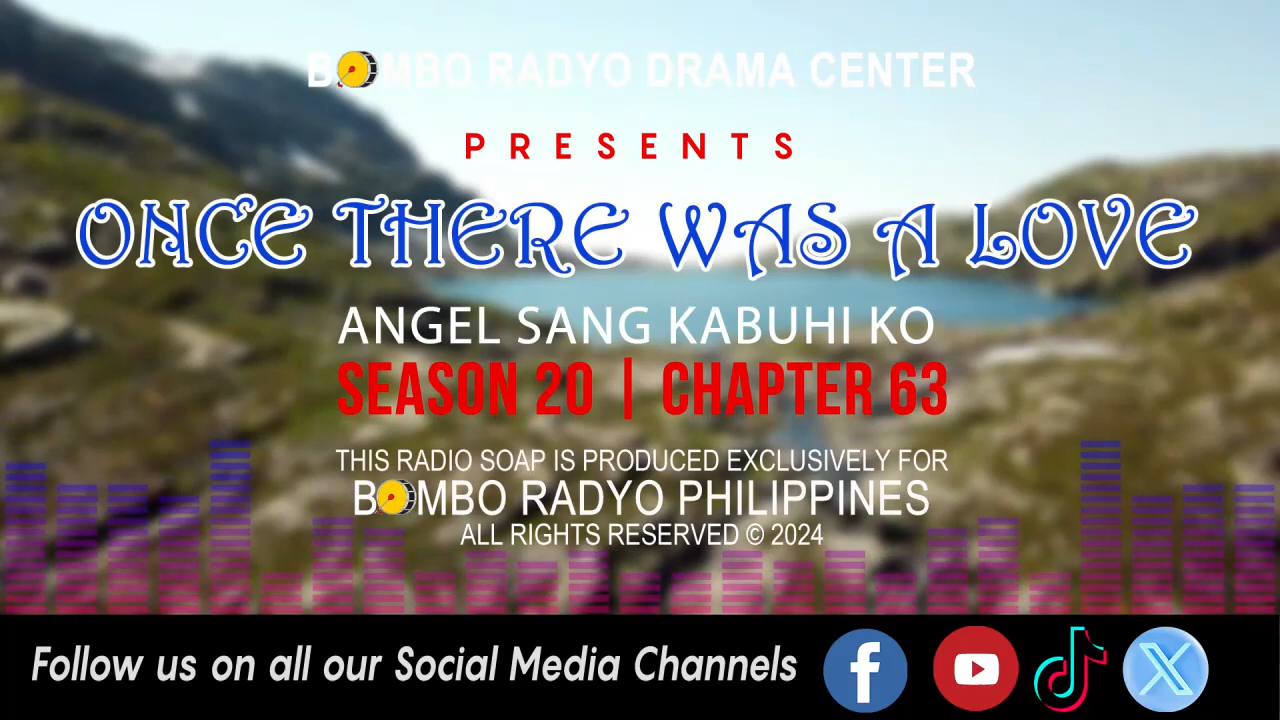 BOMBO RADYO DRAMA CENTER
PRESENTS
ONCE THERE WAS A LOVE
ANGEL SANG KABUHI KO
SEASON 20 | CHAPTER 63
THIS RADIO SOAP IS PRODUCED EXCLUSIVELY FOR
BOMBO RADYO PHILIPPINES
ALL RIGHTS RESERVED © 2024
Follow us on all our Social Media Channels